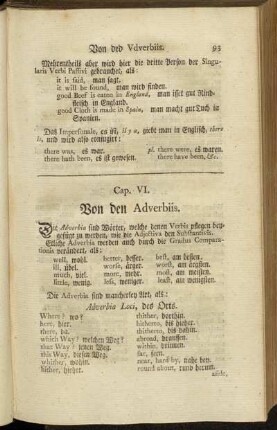 Von den Adverbiis. 93
Mehrentheils aber wird hier die dritte Person der Singu-
laris Verbi Passivi gebrauchet, als:
it is said, man sagt.
it will be found, man wird finden.
good Beef is eaten in England, man isset gut Rind-
fleisch in England.
good Cloth is made in Spain, man macht gut Tuch in
Spanien.
Das Impersonale, es ist, il y a, giebt man in Englisch, there
is, und wird also conjugirt:
there was, es war. pl. there were, es waren.
there hath been, es ist gewesen. there have been, &c.
Cap. VI.
Von den Adverbiis.
Die Adverbia sind Wörter, welche denen Verbis pflegen bey-
gefügt zu werden, wie die Adjectiva den Substantivis.
Etliche Adverbia werden auch durch die Gradus Compara-
tionis verändert, als:
well, wohl. better, besser. best, am besten.
ill, übel. worse, ärger. worst, am ärgsten.
much, viel. more, mehr. most, am meisten.
little, wenig. less, weniger. least, am wenigsten.
Die Adverbia sind mancherley Art, als:
Adverbia Loci, des Orts.
Where? wo? thither, dorthin.
here, hier. hitherto, bis hieher.
there, dort. thitherto, bis dahin.
which Way? welchen Weg? abroad, draussen.
that Way? jenen Weg. within, drinnen.
this Way, diesen Weg. far, fern.
whither, wohin. near, hard by, nahe bey.
hither, hieher. round about, rund herum.